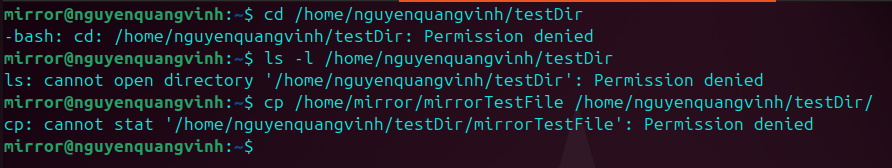 mirror@nguyenquangvinh:~$ cd /home/nguyenquangvinh/testDir
-bash: cd: /home/nguyenquangvinh/testDir: Permission denied
mirror@nguyenquangvinh:~$ ls -l /home/nguyenquangvinh/testDir
ls: cannot open directory '/home/nguyenquangvinh/testDir': Permission denied
mirror@nguyenquangvinh:~$ cp /home/mirror/mirrorTestFile /home/nguyenquangvinh/testDir/
cp: cannot stat '/home/nguyenquangvinh/testDir/mirrorTestFile': Permission denied
mirror@nguyenquangvinh:~$